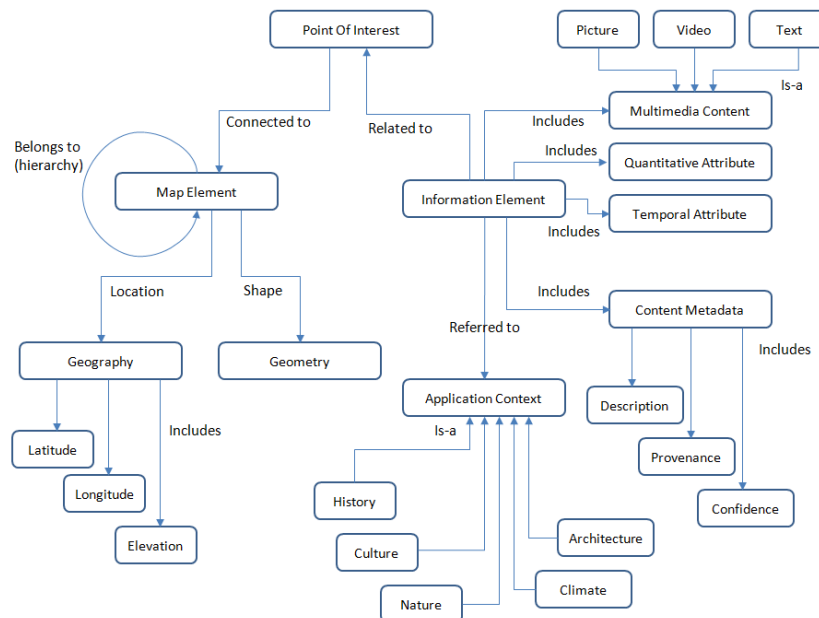 Point Of Interest
Picture
Video
Text
Is-a
Multimedia Content
Connected to
Related to
Includes
Belongs to
(hierarchy)
Includes
Quantitative Attribute
Map Element
Information Element
Temporal Attribute
Includes
Location
Shape
Includes
Content Metadata
Referred to
Includes
Geography
Geometry
Application Context
Description
Is-a
Includes
Latitude
Provenance
Longitude
History
Confidence
Elevation
Culture
Architecture
Nature
Climate